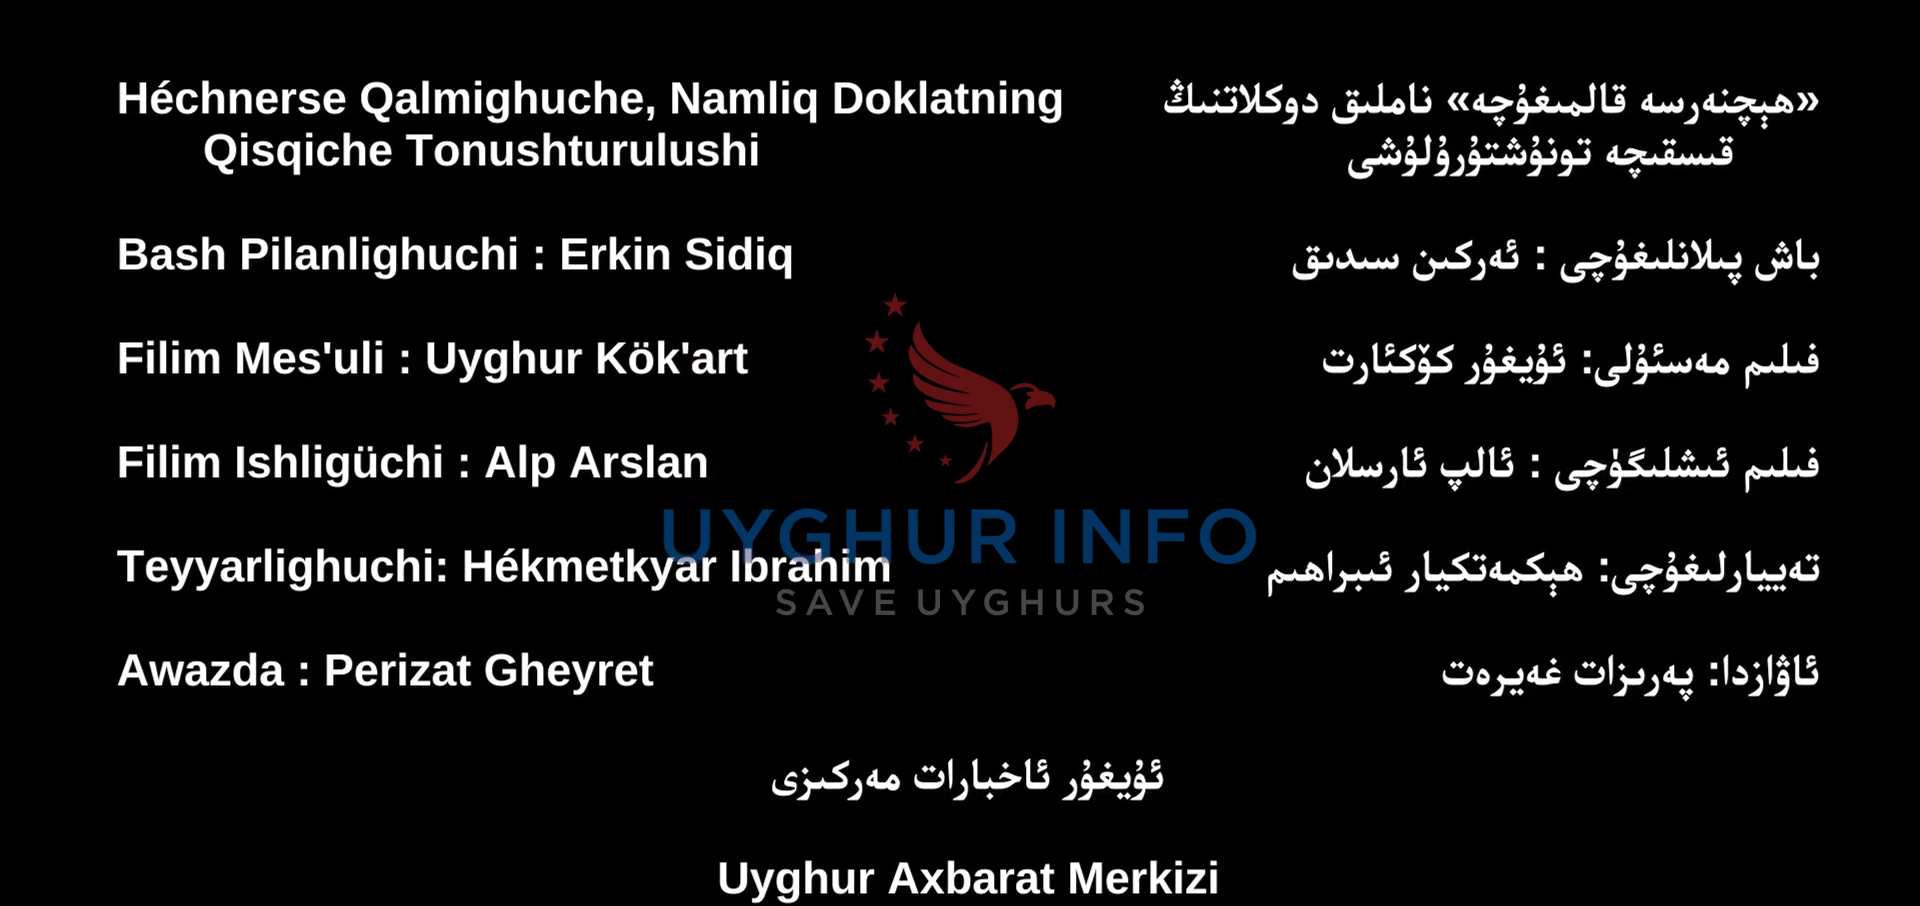 Héchnerse Qalmighuche, Namliq Doklatning
Qisqiche Tonushturulushi
«ھېچنەرسە قالمىغۇچە» ناملىق دوكلاتنىڭ
قىسقىچە تونۇشتۇرۇلۇشى
Bash Pilanlighuchi : Erkin Sidiq
باش پىلانلىغۇچى : ئەركىن سىدىق
Filim Mes'uli : Uyghur Kök'art
فىلىم مەسئۇلى: ئۇيغۇر كۆكئارت
Filim Ishligüchi : Alp Arslan
فىلىم ئىشلىگۈچى : ئالپ ئارسلان
UYGHUR INFO
Teyyarlighuchi: Hékmetkyar Ibrahim
تەييارلىغۇچى: ھېكمەتكيار ئىبراھىم
SAVE UYGHURS
Awazda : Perizat Gheyret
ئاۋازدا: پەرىزات غەيرەت
ئۇيغۇر ئاخبارات مەركىزى
Uyghur Axbarat Merkizi